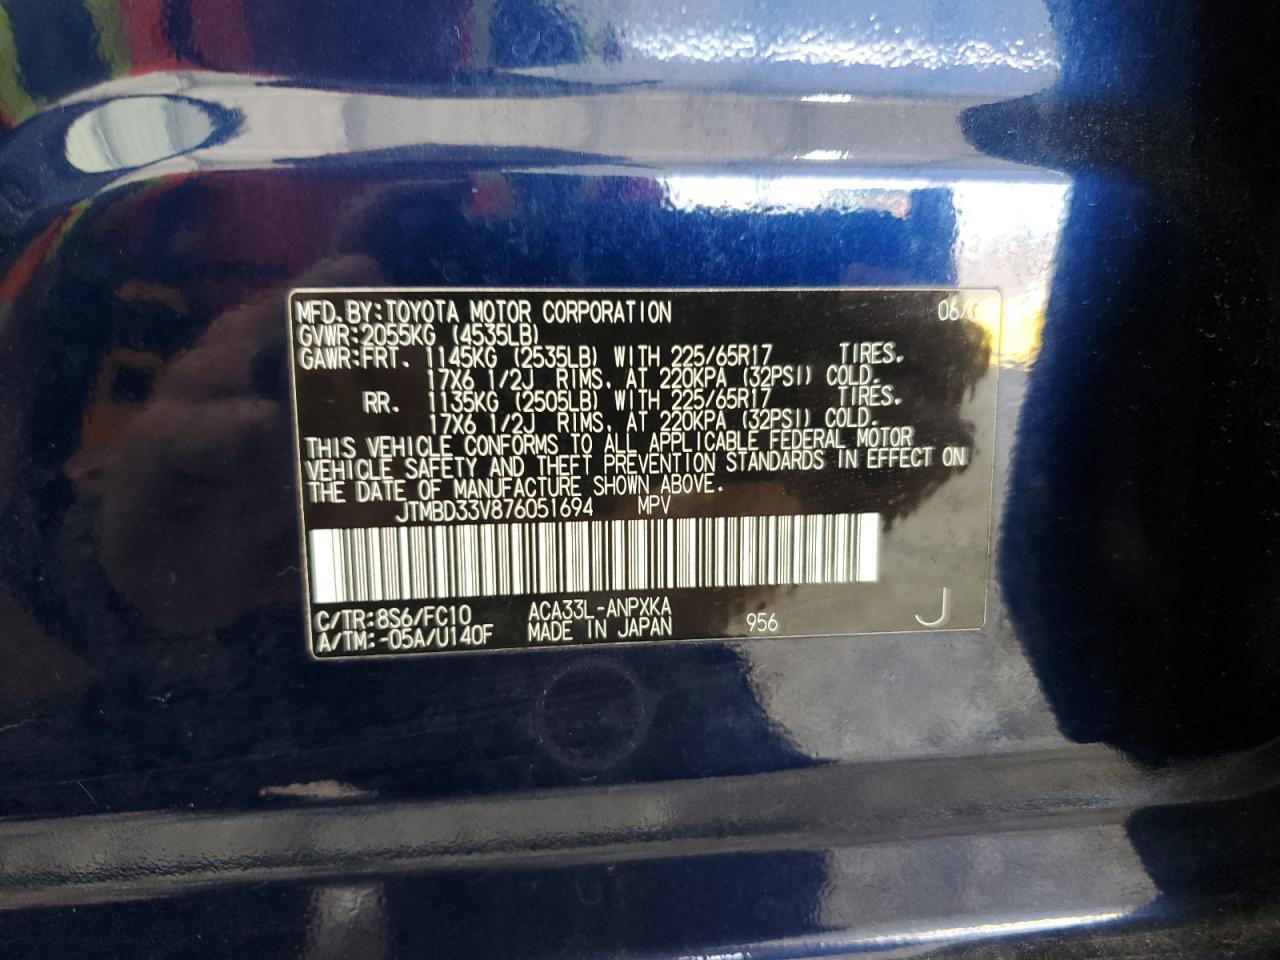 MFD. BY: TOYOTA MOTOR CORPORATION 06/
GVWR: 2055KG (4535LB)
GAWR: FRT. 1145KG (2535LB) WITH 225/65R17 TIRES.
17X6 1/2J RIMS, AT 220KPA (32PSI) COLD.
RR. 1135KG (2505LB) WITH 225/65R17 TIRES.
17X6 1/2J RIMS, AT 220KPA (32PSI) COLD.
THIS VEHICLE CONFORMS TO ALL APPLICABLE FEDERAL MOTOR
VEHICLE SAFETY AND THEFT PREVENTION STANDARDS IN EFFECT ON
THE DATE OF MANUFACTURE SHOWN ABOVE.
JTMBD33V876051694 MPV
C/TR: 8S6/FC10 ACA33L-ANPXKA
A/TM: -05A/U140F MADE IN JAPAN 956 J